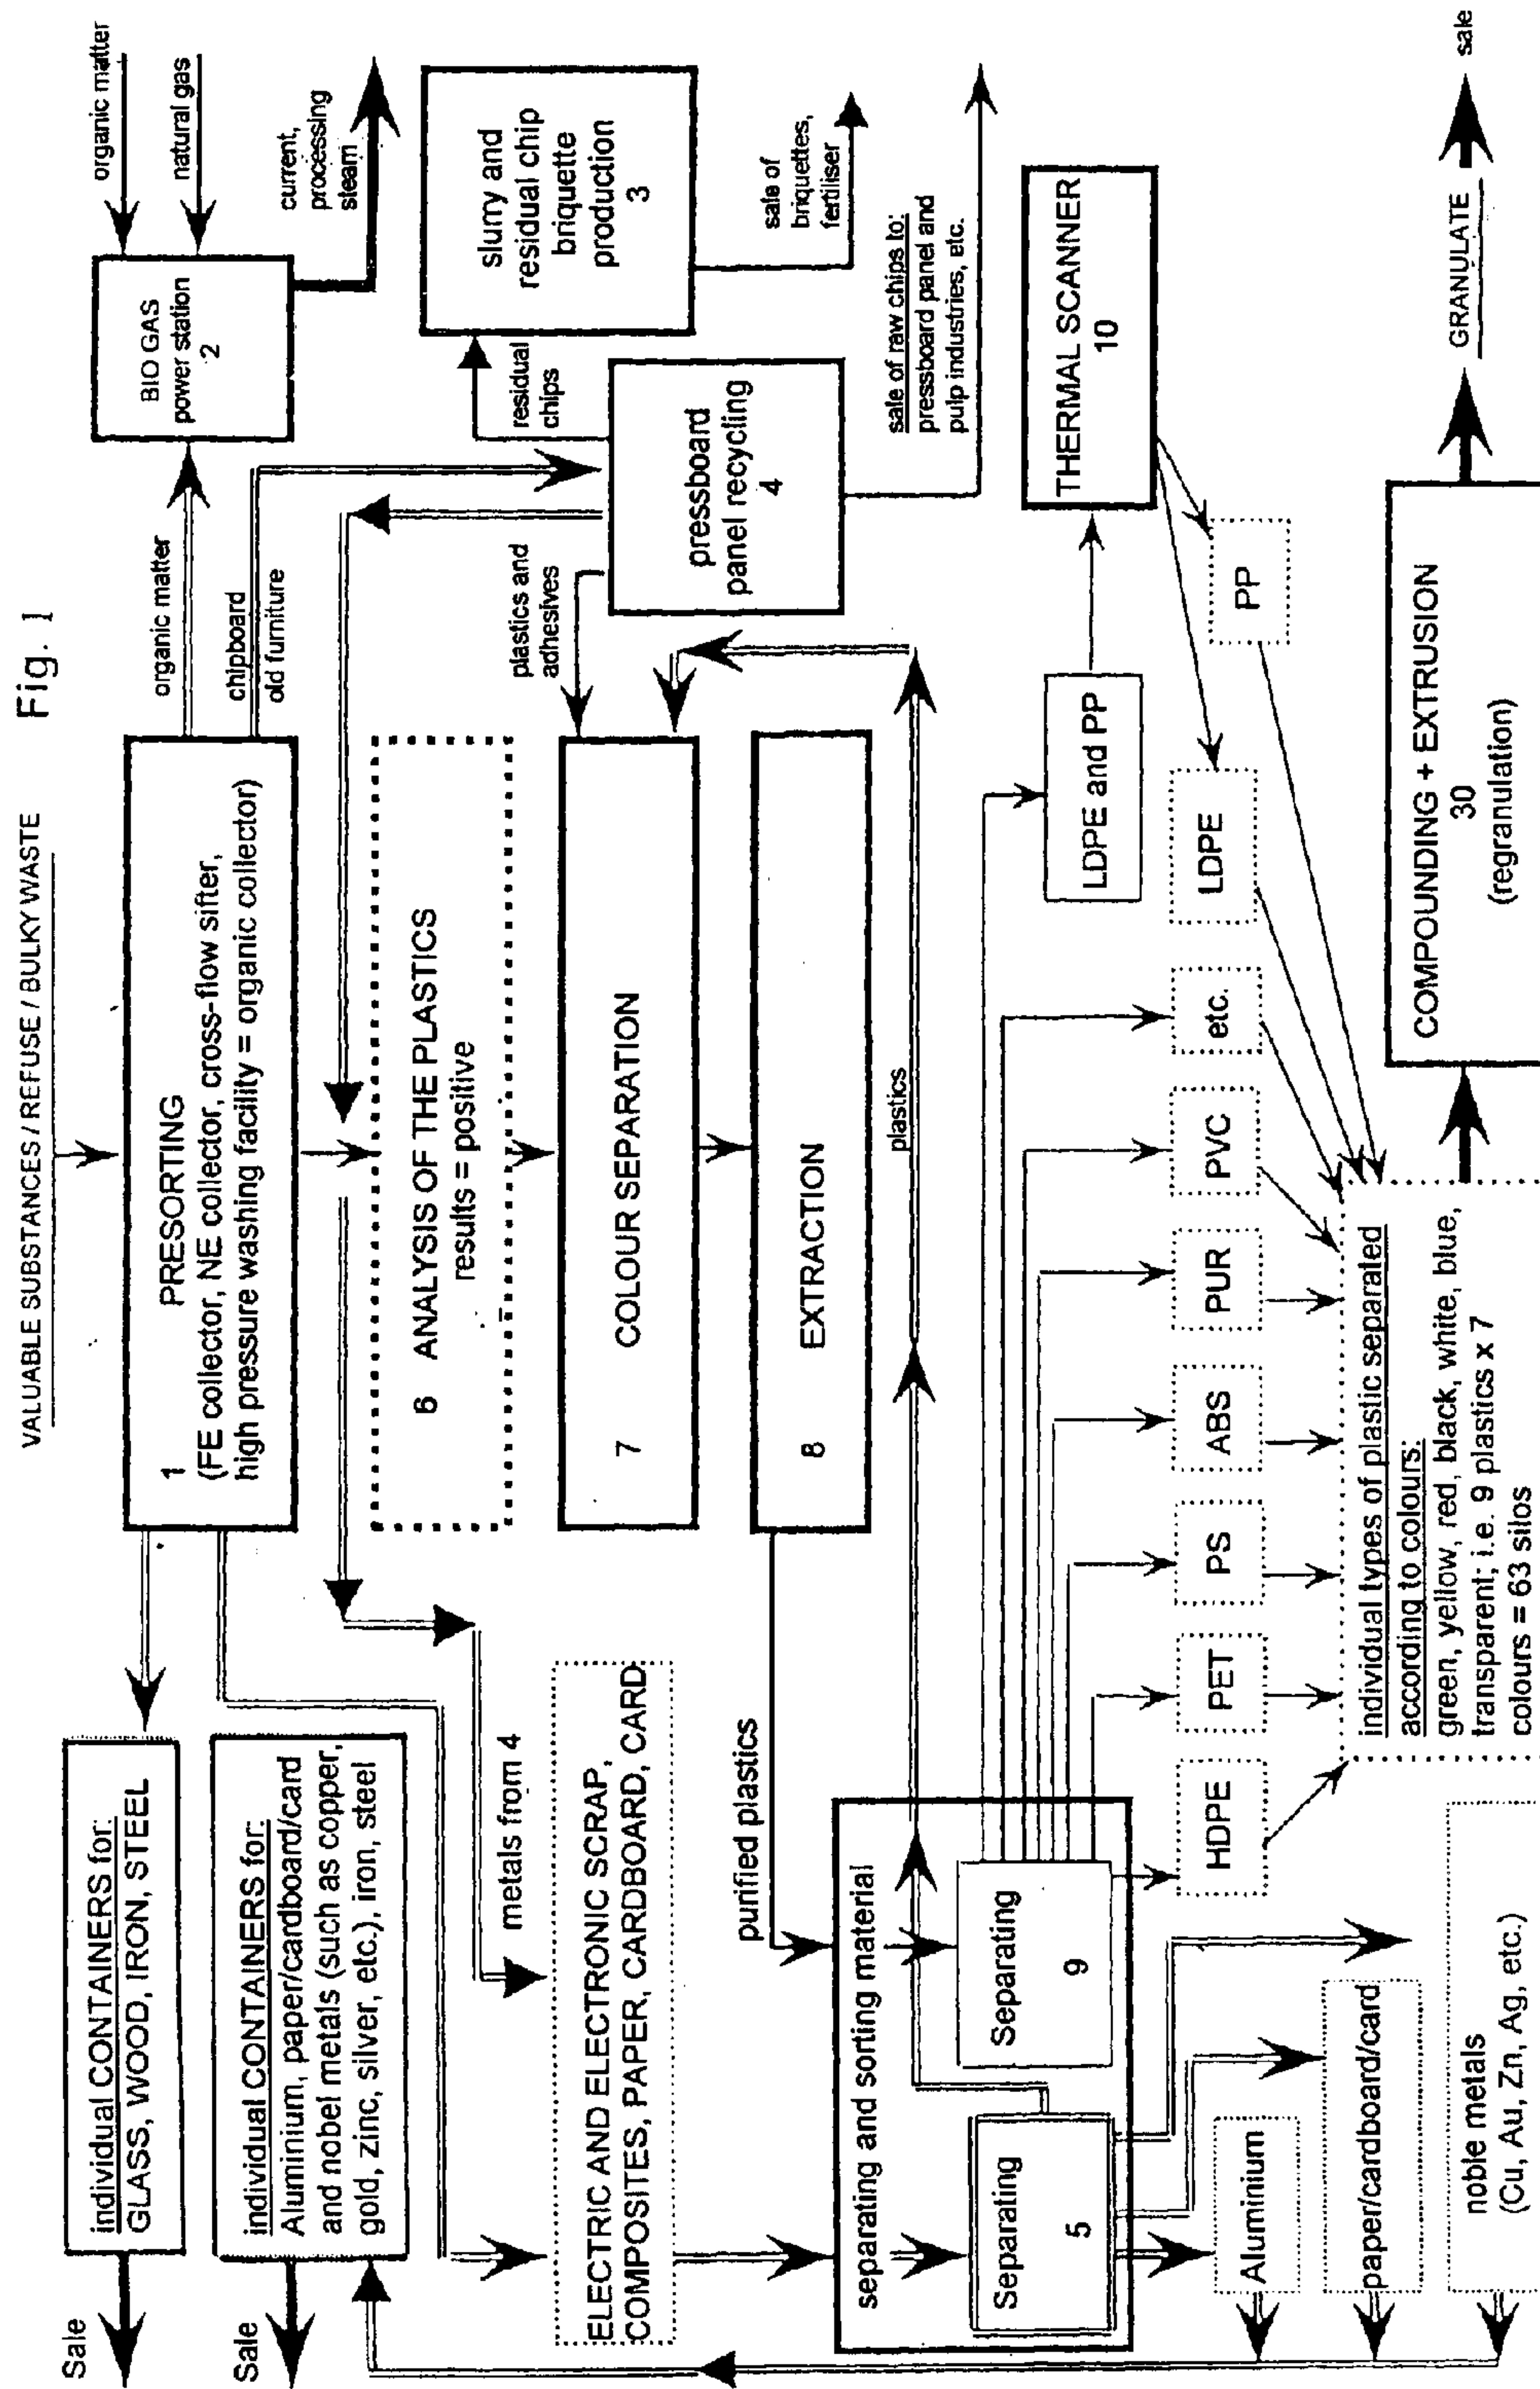 Fig. 1
VALUABLE SUBSTANCES / REFUSE / BULKY WASTE
1 PRESORTING
(FE collector, NE collector, cross-flow sifter,
high pressure washing facility = organic collector)
organic matter
chipboard
old furniture
BIO GAS
power station
2
organic matter
natural gas
current,
processing
steam
individual CONTAINERS for:
GLASS, WOOD, IRON, STEEL
Sale
individual CONTAINERS for:
Aluminium, paper/cardboard/card
and nobel metals (such as copper,
gold, zinc, silver, etc.), iron, steel
Sale
6 ANALYSIS OF THE PLASTICS
results = positive
slurry and
residual chip
briquette
production
3
residual
chips
sale of
briquettes,
fertiliser
plastics and
adhesives
pressboard
panel recycling
4
sale of raw chips to:
pressboard panel and
pulp industries, etc.
metals from 4
ELECTRIC AND ELECTRONIC SCRAP,
COMPOSITES, PAPER, CARDBOARD, CARD
7 COLOUR SEPARATION
8 EXTRACTION
purified plastics
plastics
separating and sorting material
Separating
5
Separating
9
LDPE and PP
THERMAL SCANNER
10
HDPE
PET
PS
ABS
PUR
PVC
etc.
LDPE
PP
Aluminium
paper/cardboard/card
noble metals
(Cu, Au, Zn, Ag, etc.)
individual types of plastic separated
according to colours:
green, yellow, red, black, white, blue,
transparent; i.e. 9 plastics x 7
colours = 63 silos
COMPOUNDING + EXTRUSION
30
(regranulation)
GRANULATE
sale